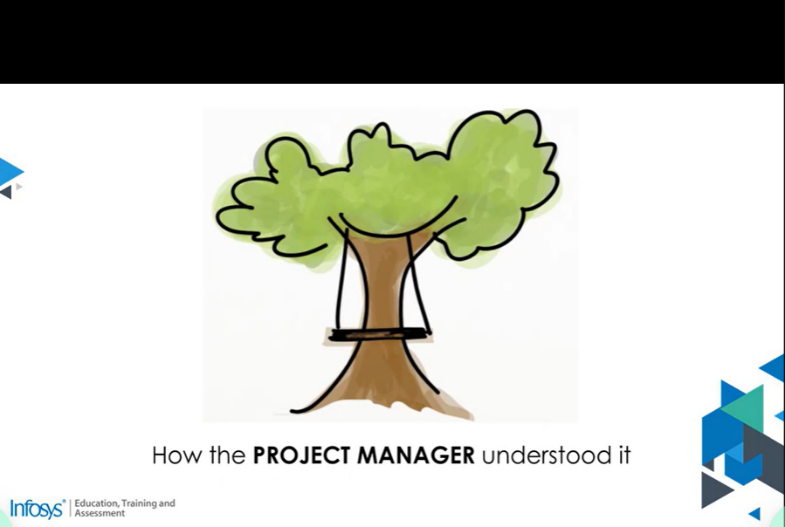 How the PROJECT MANAGER understood it
Infosys® | Education, Training and
Assessment